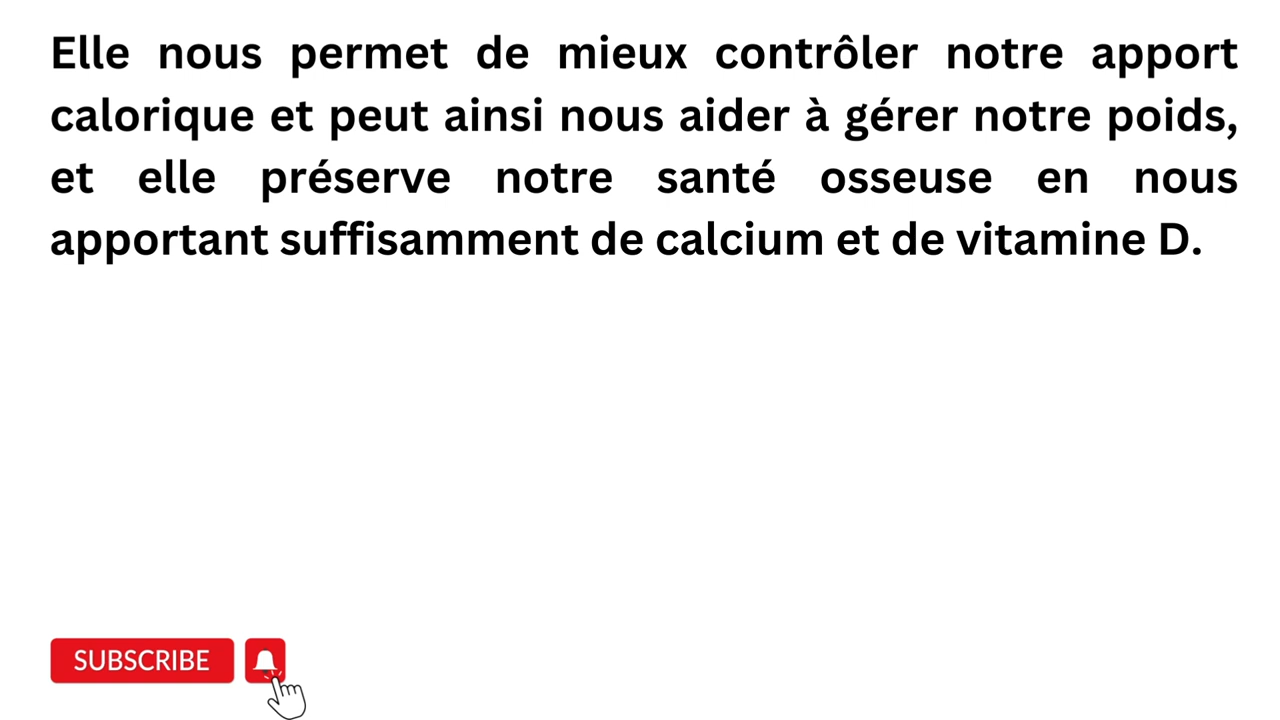 Elle nous permet de mieux contrôler notre apport
calorique et peut ainsi nous aider à gérer notre poids,
et elle préserve notre santé osseuse en nous
apportant suffisamment de calcium et de vitamine D.
SUBSCRIBE